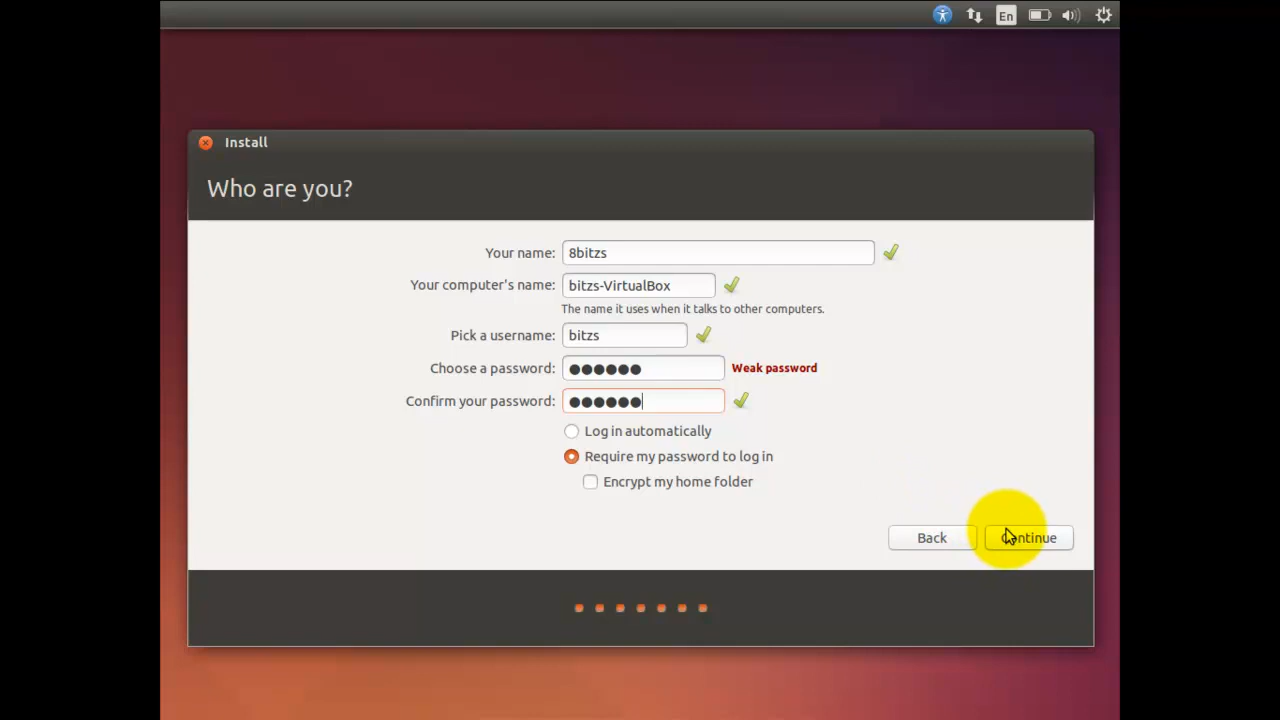 En
Install
Who are you?
Your name: 8bitzs
Your computer's name: bitzs-VirtualBox
The name it uses when it talks to other computers.
Pick a username: bitzs
Choose a password: ●●●●●● Weak password
Confirm your password: ●●●●●●
Log in automatically
Require my password to log in
Encrypt my home folder
Back Continue